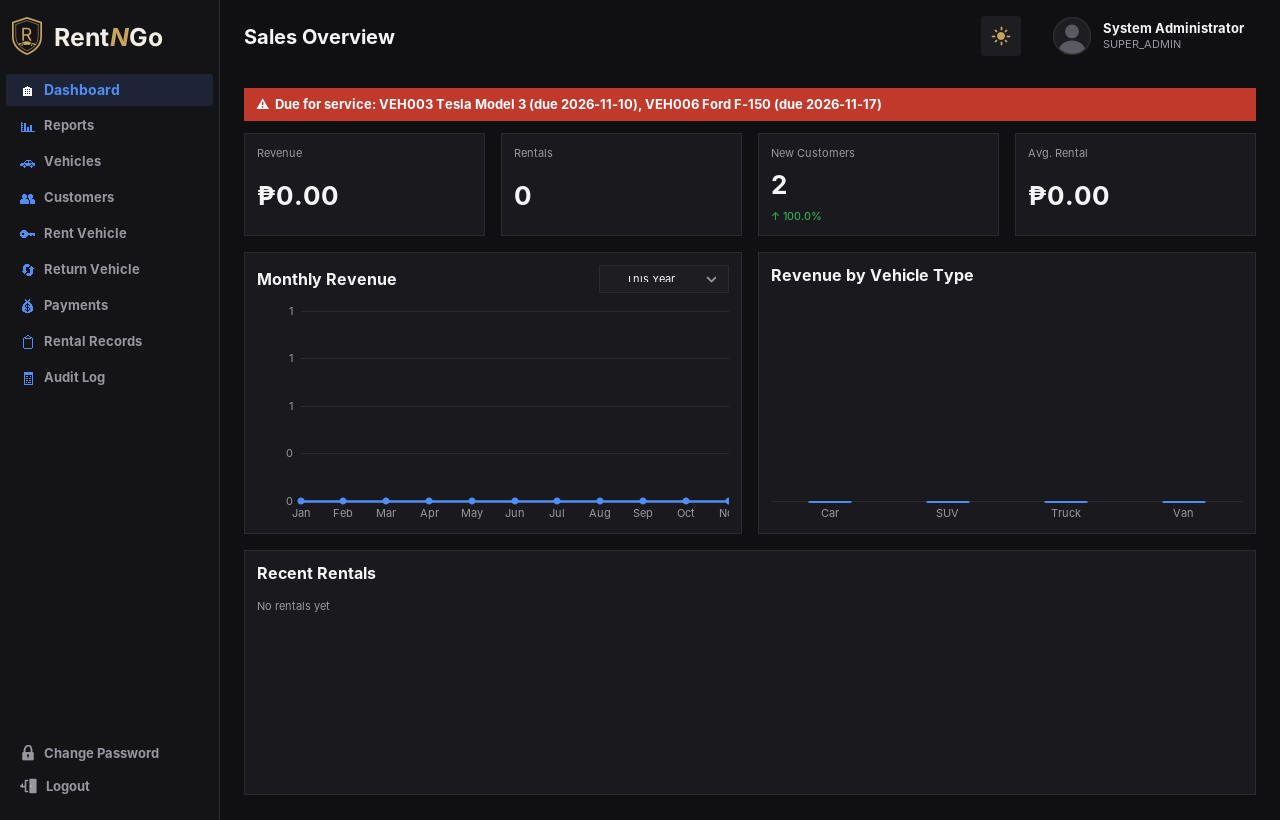 RentNGo
Dashboard
Reports
Vehicles
Customers
Rent Vehicle
Return Vehicle
Payments
Rental Records
Audit Log
Change Password
Logout
Sales Overview
System Administrator
SUPER_ADMIN
⚠ Due for service: VEH003 Tesla Model 3 (due 2026-11-10), VEH006 Ford F-150 (due 2026-11-17)
Revenue
₱0.00
Rentals
0
New Customers
2
↑ 100.0%
Avg. Rental
₱0.00
Monthly Revenue
This Year
1
1
1
0
0
Jan Feb Mar Apr May Jun Jul Aug Sep Oct
Revenue by Vehicle Type
Car SUV Truck Van
Recent Rentals
No rentals yet